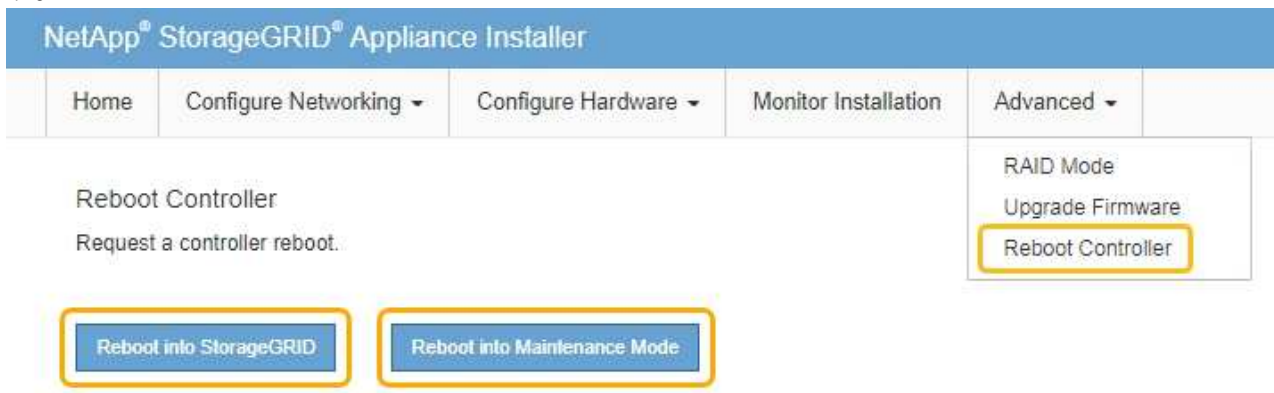 NetApp® StorageGRID® Appliance Installer
Home Configure Networking Configure Hardware Monitor Installation Advanced
RAID Mode
Upgrade Firmware
Reboot Controller
Reboot Controller
Request a controller reboot.
Reboot into StorageGRID Reboot into Maintenance Mode